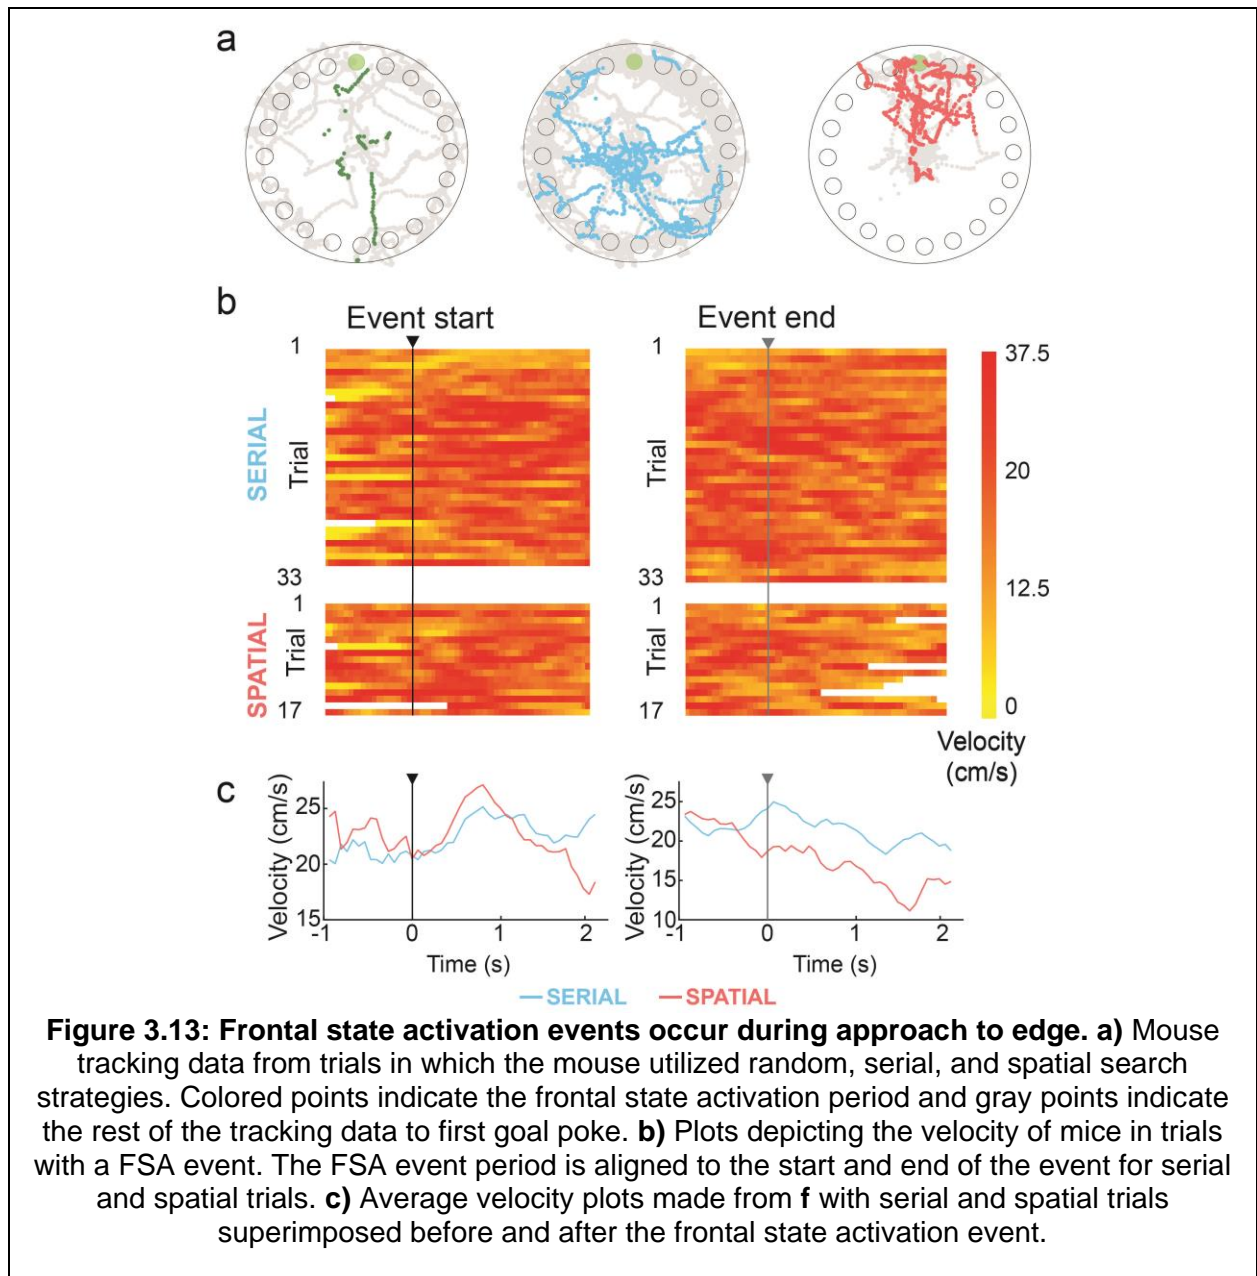 a
b
Event start
Event end
1
1
37.5
SERIAL
Trial
Trial
20
33
33
12.5
1
1
SPATIAL
Trial
Trial
17
17
0
Velocity
(cm/s)
c
Velocity (cm/s)
25
20
15
-1
0
1
2
Time (s)
Velocity (cm/s)
25
20
15
10
-1
0
1
2
Time (s)
SERIAL
SPATIAL
Figure 3.13: Frontal state activation events occur during approach to edge. a) Mouse
tracking data from trials in which the mouse utilized random, serial, and spatial search
strategies. Colored points indicate the frontal state activation period and gray points indicate
the rest of the tracking data to first goal poke. b) Plots depicting the velocity of mice in trials
with a FSA event. The FSA event period is aligned to the start and end of the event for serial
and spatial trials. c) Average velocity plots made from f with serial and spatial trials
superimposed before and after the frontal state activation event.